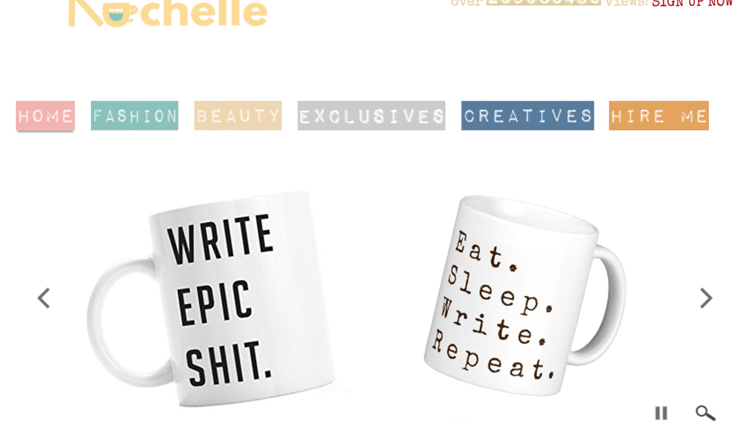 chelle
over views! SIGN UP NOW
HOME FASHION BEAUTY EXCLUSIVES CREATIVES HIRE ME
WRITE
EPIC
SHIT.
Eat.
Sleep.
Write.
Repeat.